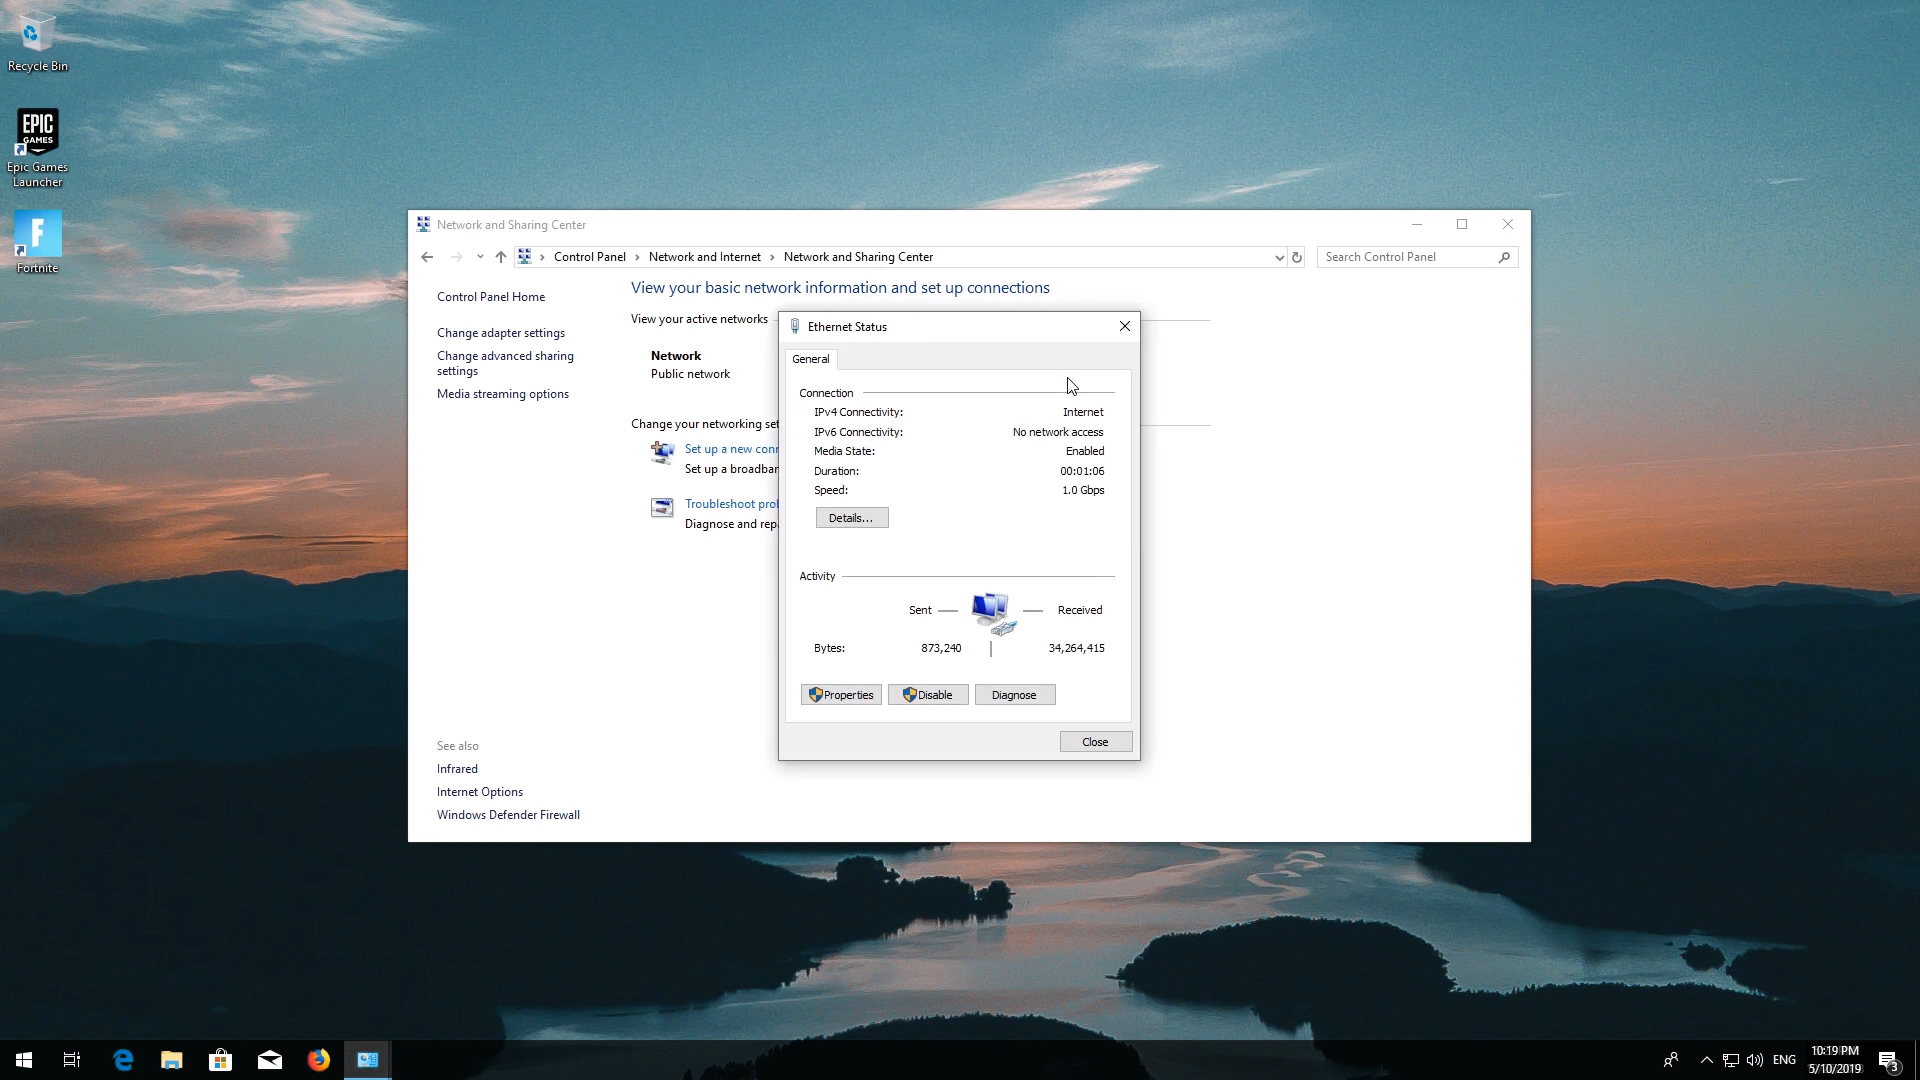 Recycle Bin
EPIC
GAMES
Epic Games
Launcher
F
Fortnite
Network and Sharing Center
Control Panel
Network and Internet
Network and Sharing Center
Search Control Panel
Control Panel Home
Change adapter settings
Change advanced sharing
settings
Media streaming options
See also
Infrared
Internet Options
Windows Defender Firewall
View your basic network information and set up connections
View your active networks
Network
Public network
Change your networking set
Set up a new conn
Set up a broadban
Troubleshoot prob
Diagnose and repa
Ethernet Status
General
Connection
IPv4 Connectivity: Internet
IPv6 Connectivity: No network access
Media State: Enabled
Duration: 00:01:06
Speed: 1.0 Gbps
Details...
Activity
Sent Received
Bytes: 873,240 34,264,415
Properties Disable Diagnose
Close
ENG
10:19 PM
5/10/2019
3